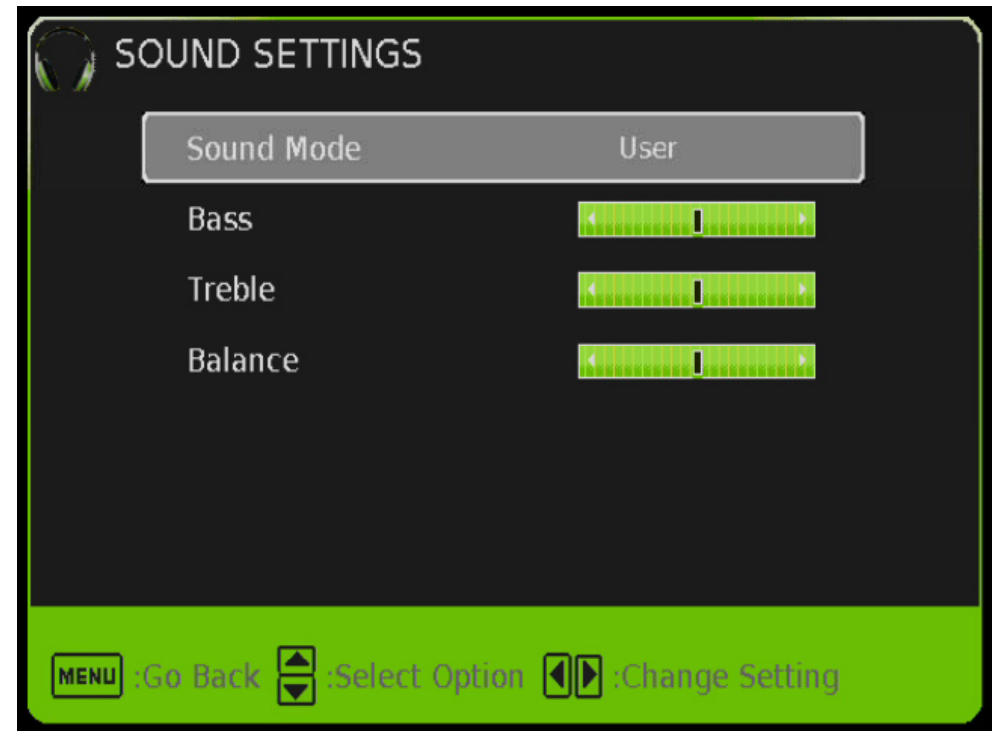 SOUND SETTINGS
Sound Mode User
Bass
Treble
Balance
MENU :Go Back :Select Option :Change Setting